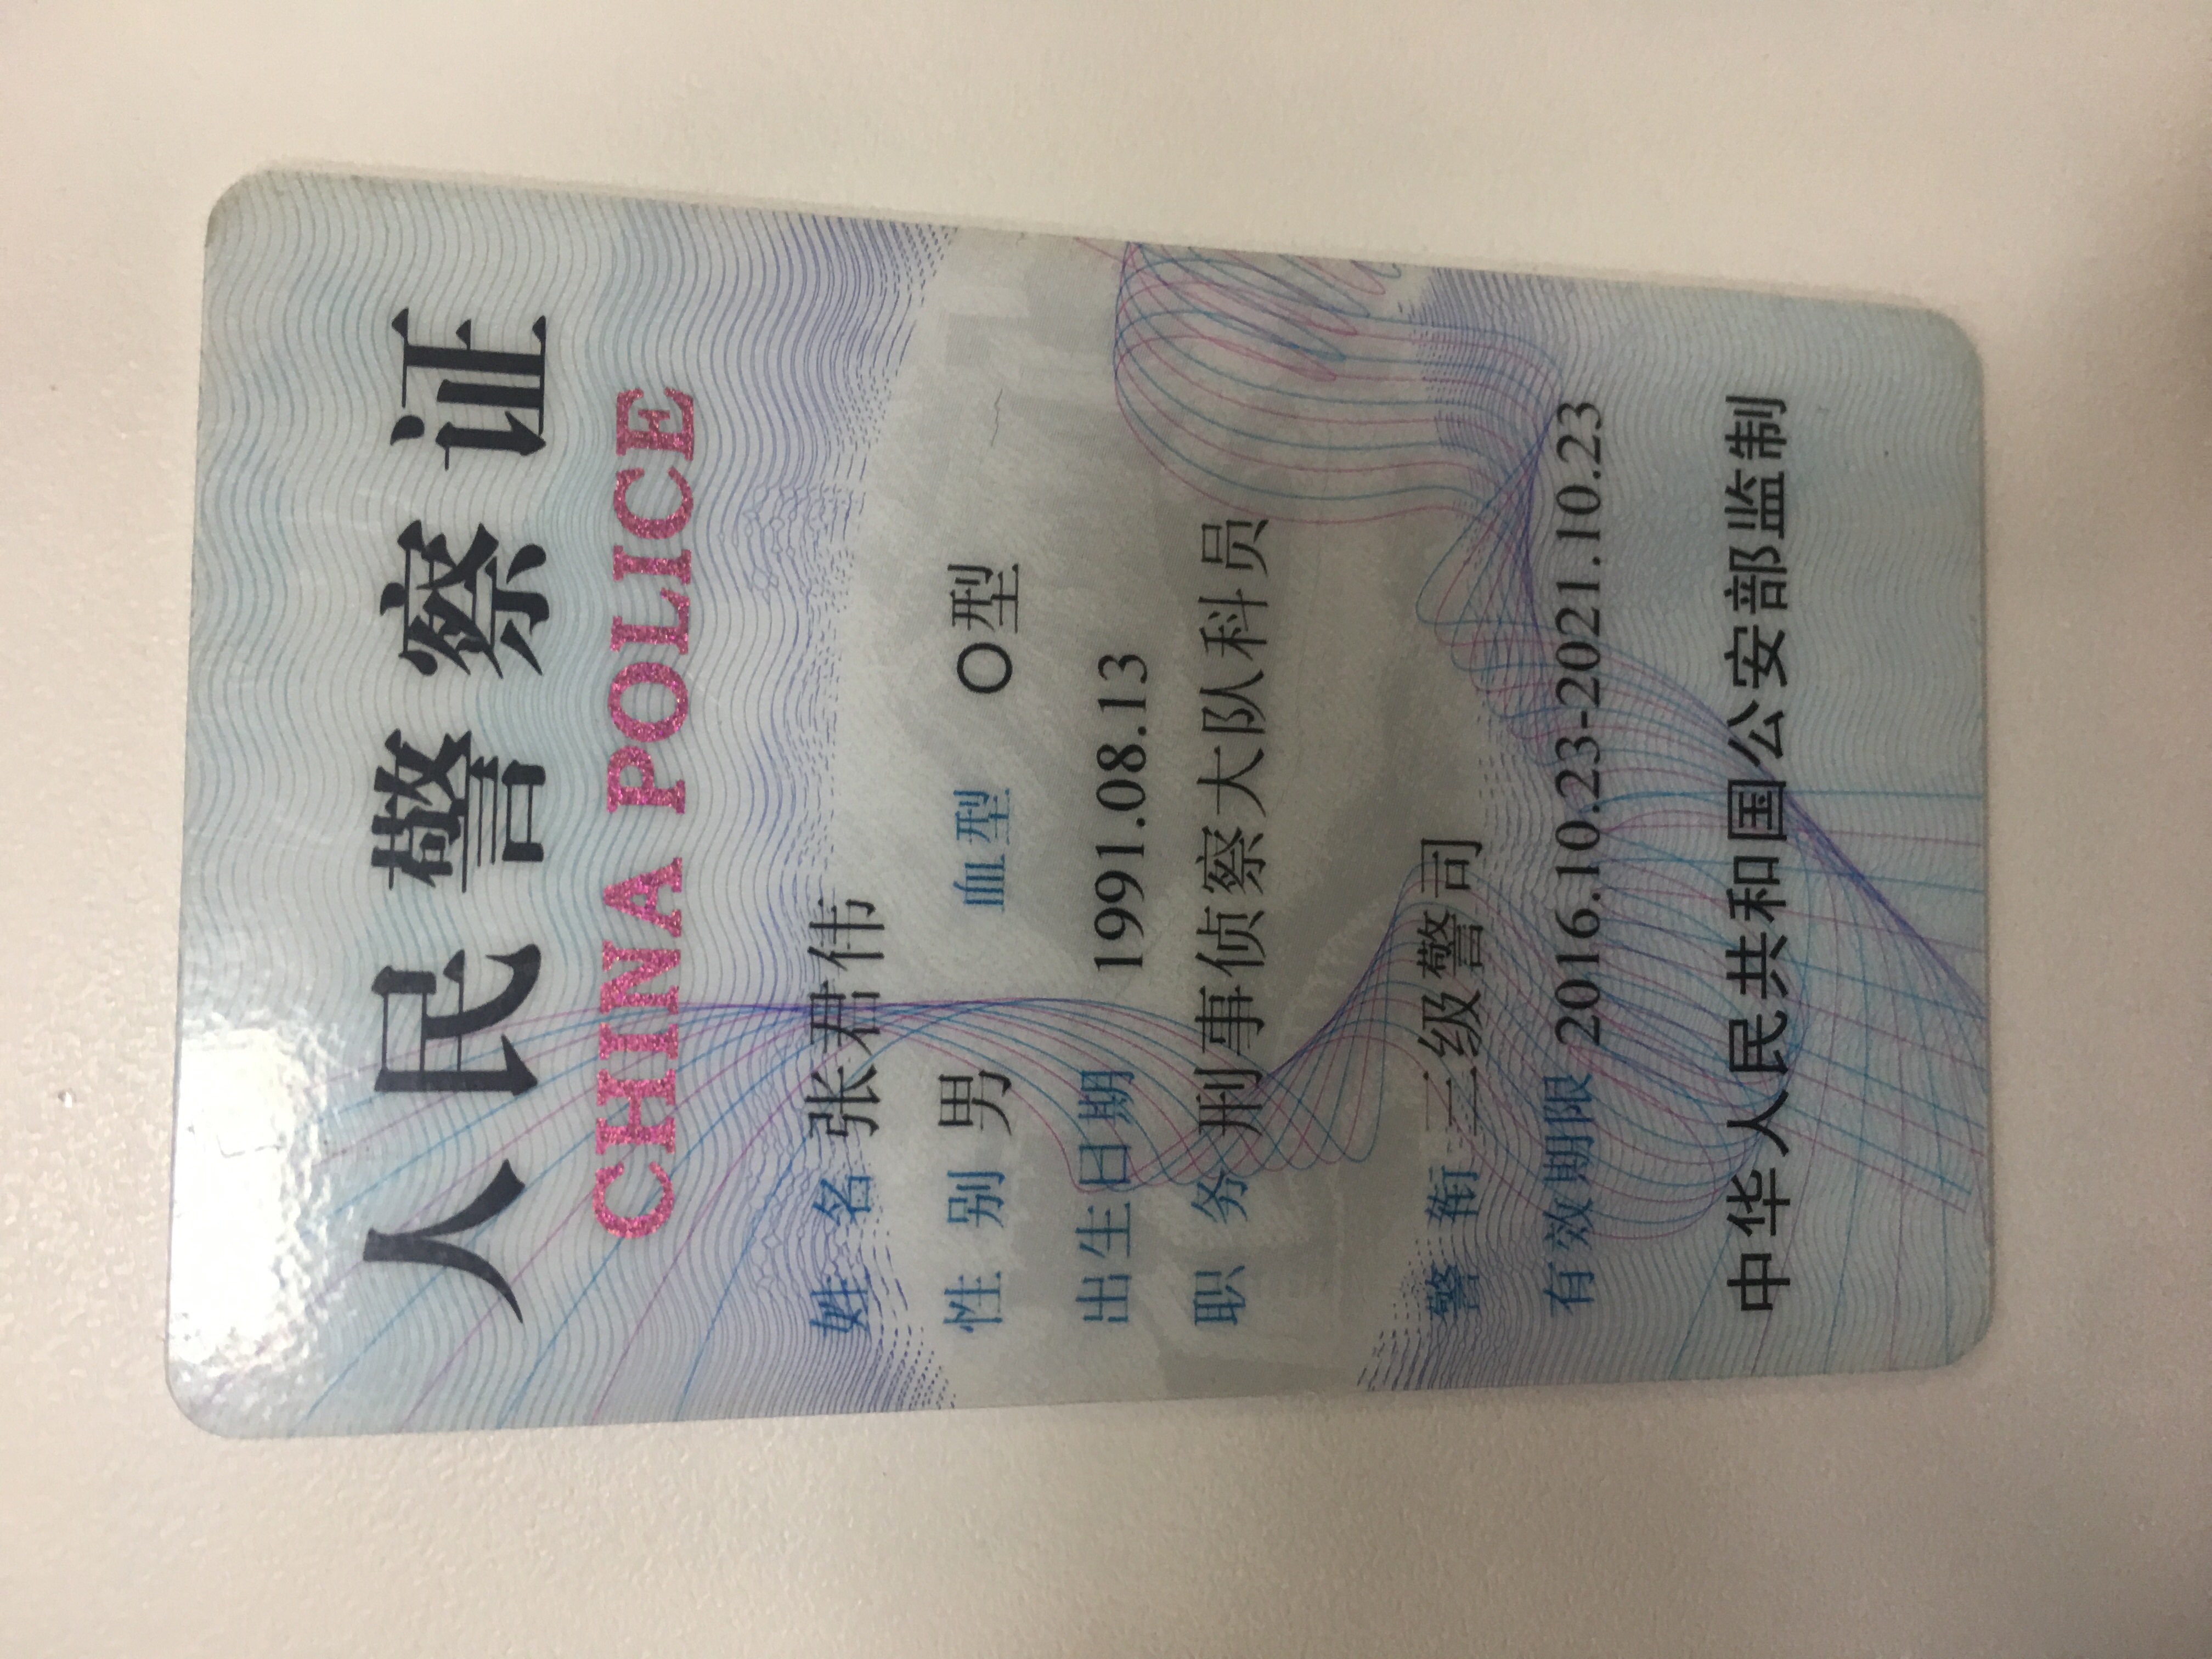 人民警察证
CHINA POLICE
姓名 张君伟
性别 男 血型 O型
出生日期 1991.08.13
职务 刑事侦察大队科员
警衔 三级警司
有效期限 2016.10.23-2021.10.23
中华人民共和国公安部监制